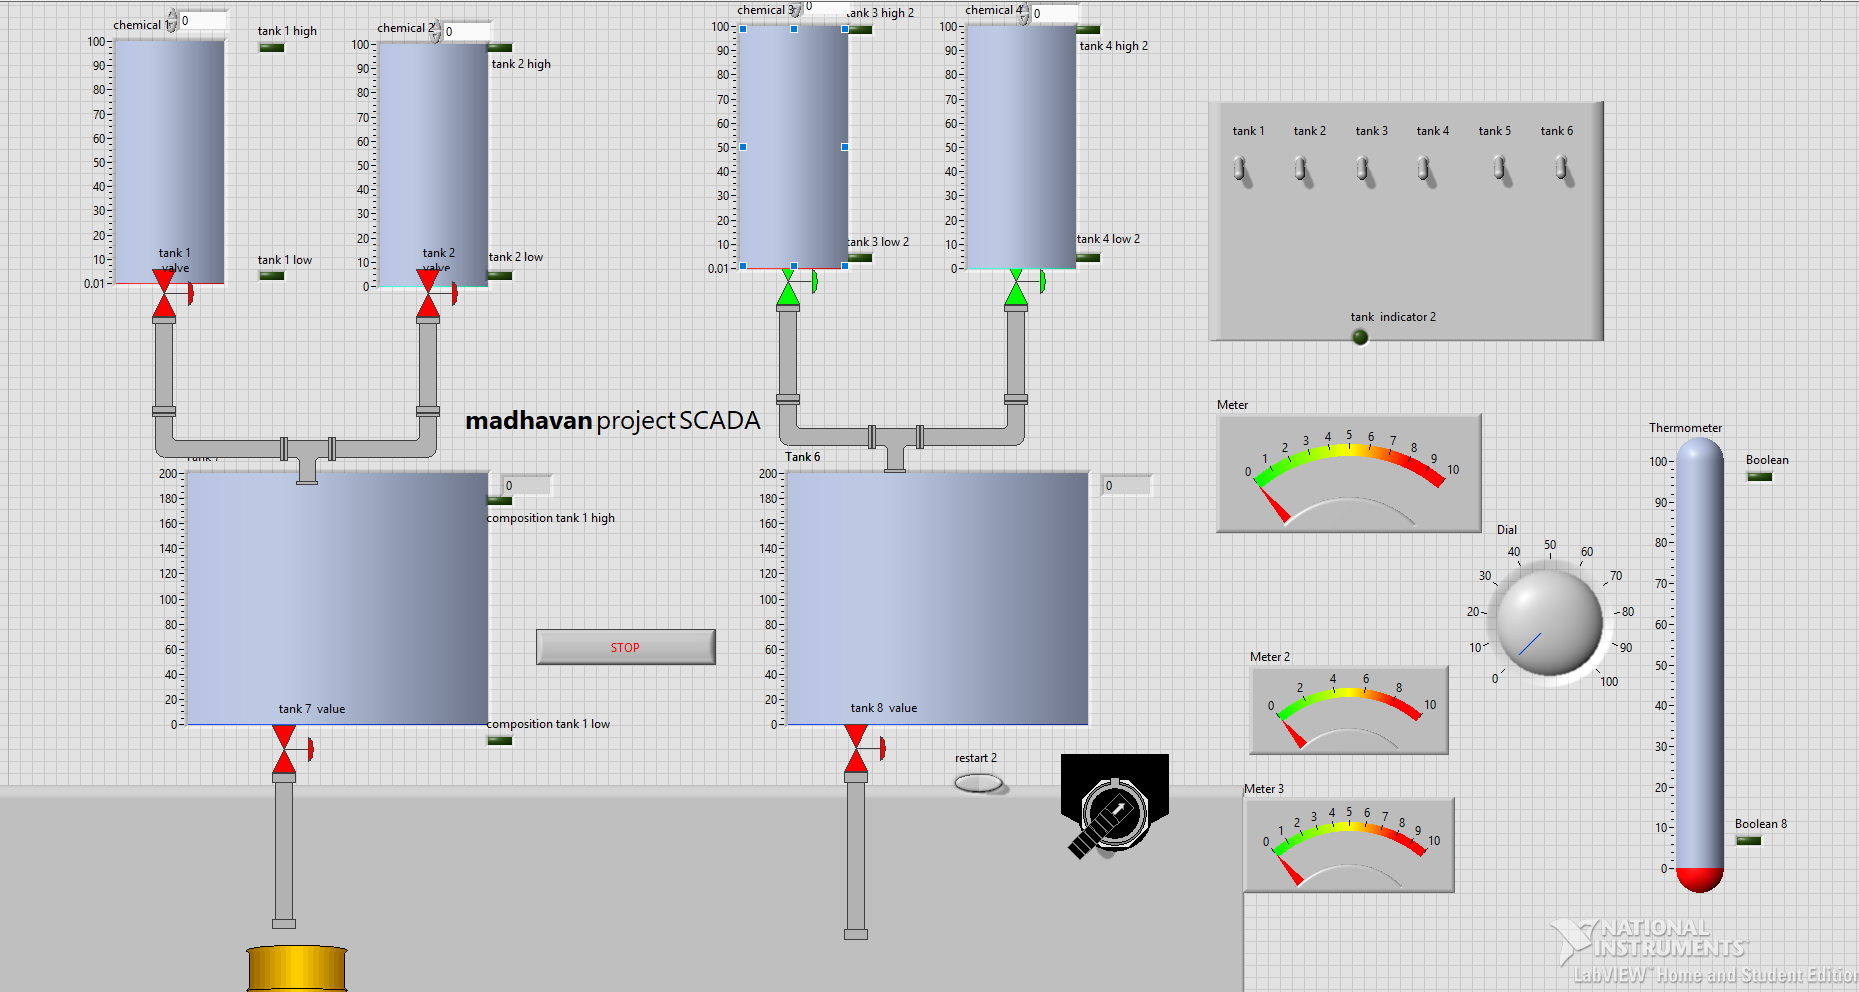 chemical 1
0
tank 1 high
100
90
80
70
60
50
40
30
20
10
0.01
tank 1
valve
tank 1 low
chemical 2
0
tank 2 high
100
90
80
70
60
50
40
30
20
10
0
tank 2
valve
tank 2 low
chemical 3
0
tank 3 high 2
100
90
80
70
60
50
40
30
20
10
0.01
tank 3 low 2
chemical 4
0
tank 4 high 2
100
90
80
70
60
50
40
30
20
10
0
tank 4 low 2
tank 1 tank 2 tank 3 tank 4 tank 5 tank 6
tank indicator 2
madhavan project SCADA
200
180
160
140
120
100
80
60
40
20
0
0
composition tank 1 high
tank 7 value
composition tank 1 low
STOP
Tank 6
200
180
160
140
120
100
80
60
40
20
0
0
tank 8 value
restart 2
Meter
0 1 2 3 4 5 6 7 8 9 10
Dial
0 10 20 30 40 50 60 70 80 90 100
Meter 2
0 2 4 6 8 10
Meter 3
0 1 2 3 4 5 6 7 8 9 10
Thermometer
100
90
80
70
60
50
40
30
20
10
0
Boolean
Boolean 8
NATIONAL
INSTRUMENTS
LabVIEW™ Home and Student Edition